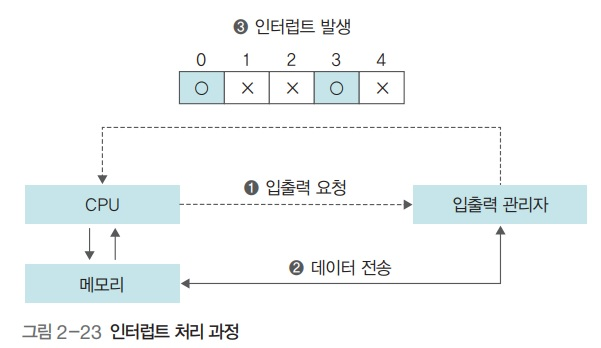 ❸ 인터럽트 발생
0 1 2 3 4
○ × × ○ ×
❶ 입출력 요청
CPU
입출력 관리자
❷ 데이터 전송
메모리
그림 2-23 인터럽트 처리 과정